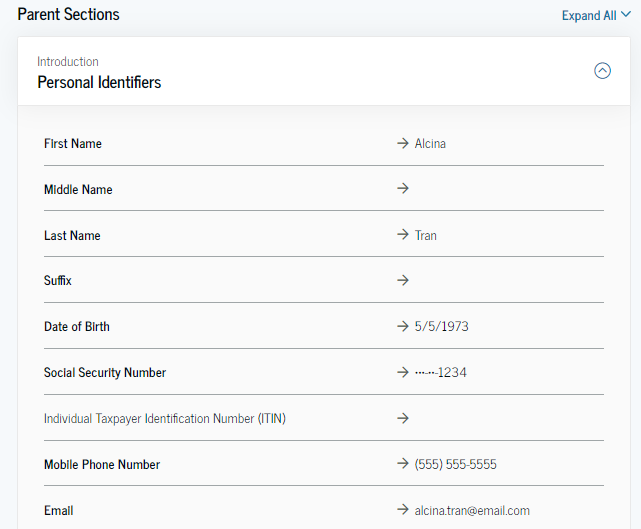 Parent Sections
Expand All
Introduction
Personal Identifiers
First Name → Alcina
Middle Name →
Last Name → Tran
Suffix →
Date of Birth → 5/5/1973
Social Security Number → •••-••-1234
Individual Taxpayer Identification Number (ITIN) →
Mobile Phone Number → (555) 555-5555
Email → alcina.tran@email.com